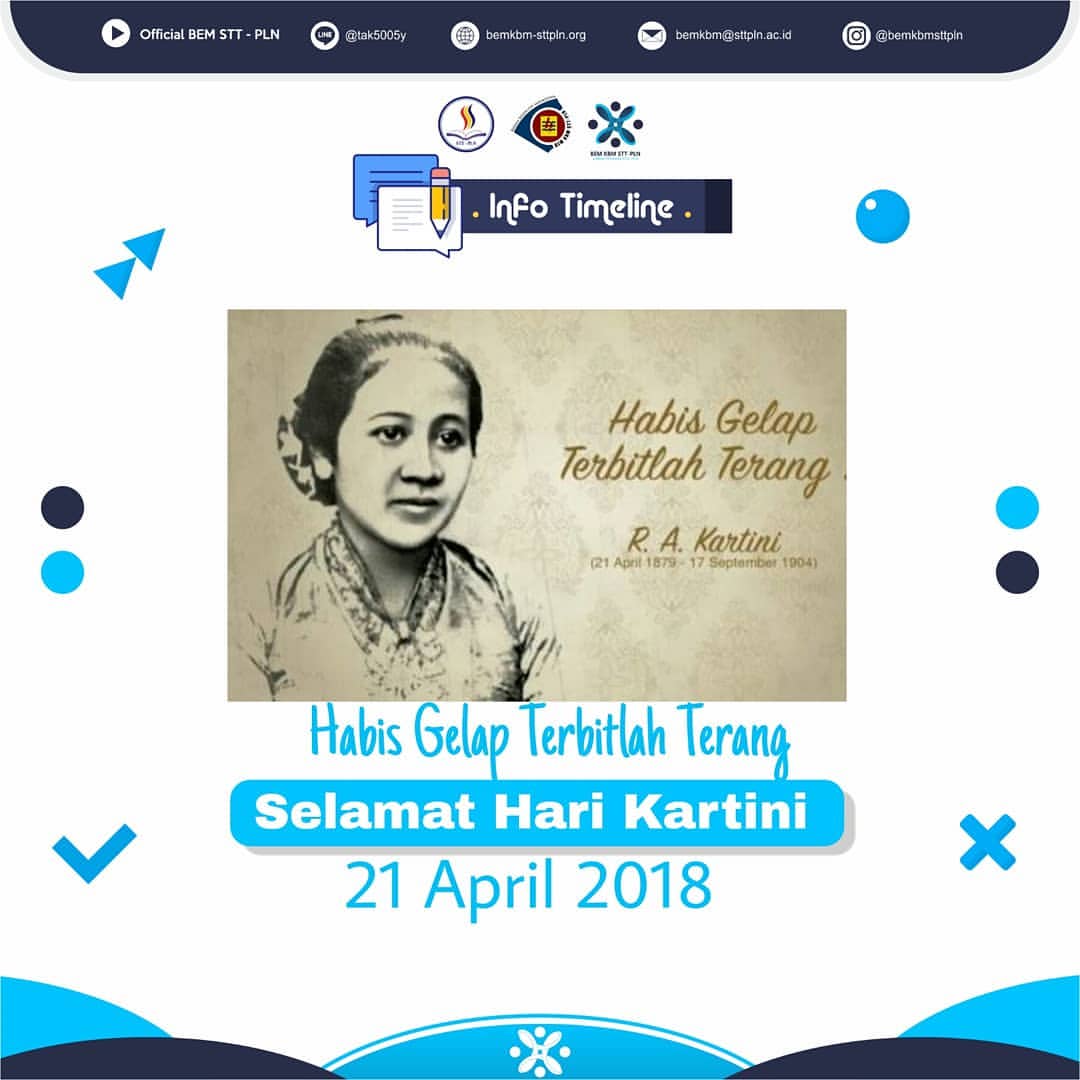 Official BEM STT - PLN
@tak5005y
bemkbm-sttpln.org
bemkbm@sttpln.ac.id
@bemkbmsttpln
LINE
STT - PLN
BEM KBM STT -PLN
. Info Timeline .
Habis Gelap
Terbitlah Terang .
R. A. Kartini
(21 April 1879 - 17 September 1904)
Habis Gelap Terbitlah Terang
Selamat Hari Kartini
21 April 2018